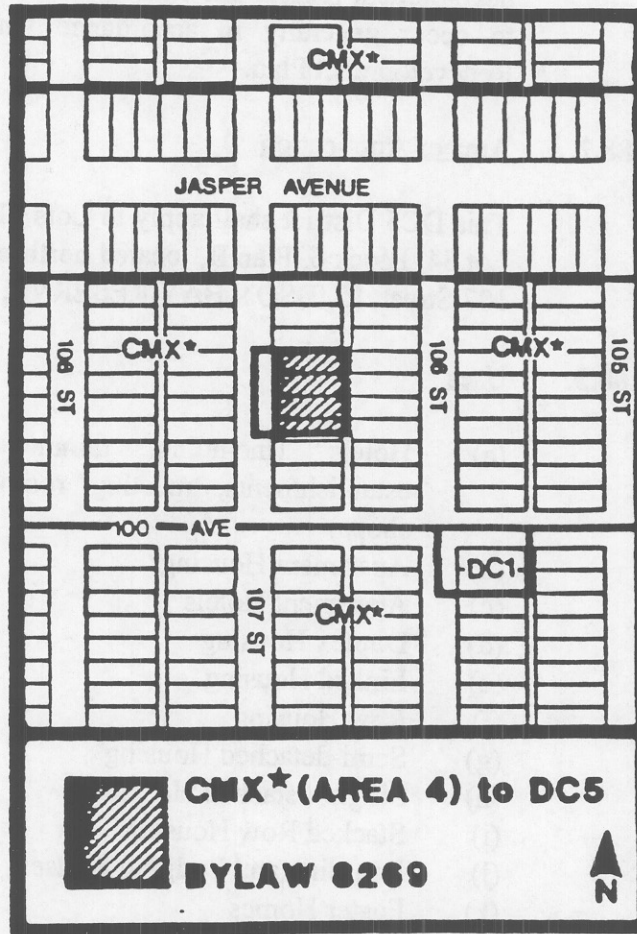 CMX*
JASPER AVENUE
108 ST
CMX*
106 ST
CMX*
105 ST
100 AVE
107 ST
CMX*
DC1
CMX* (AREA 4) to DC5
BYLAW 8269
N